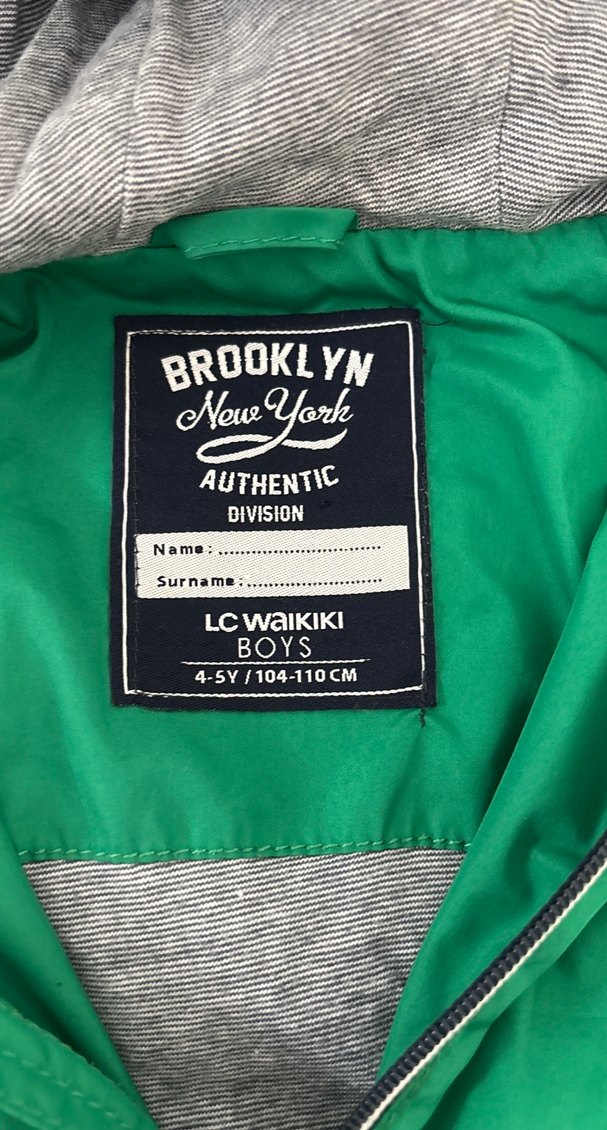 BROOKLYN
New York
AUTHENTIC
DIVISION
Name: ..............................
Surname: .........................
LC WAIKIKI
BOYS
4-5Y / 104-110 CM